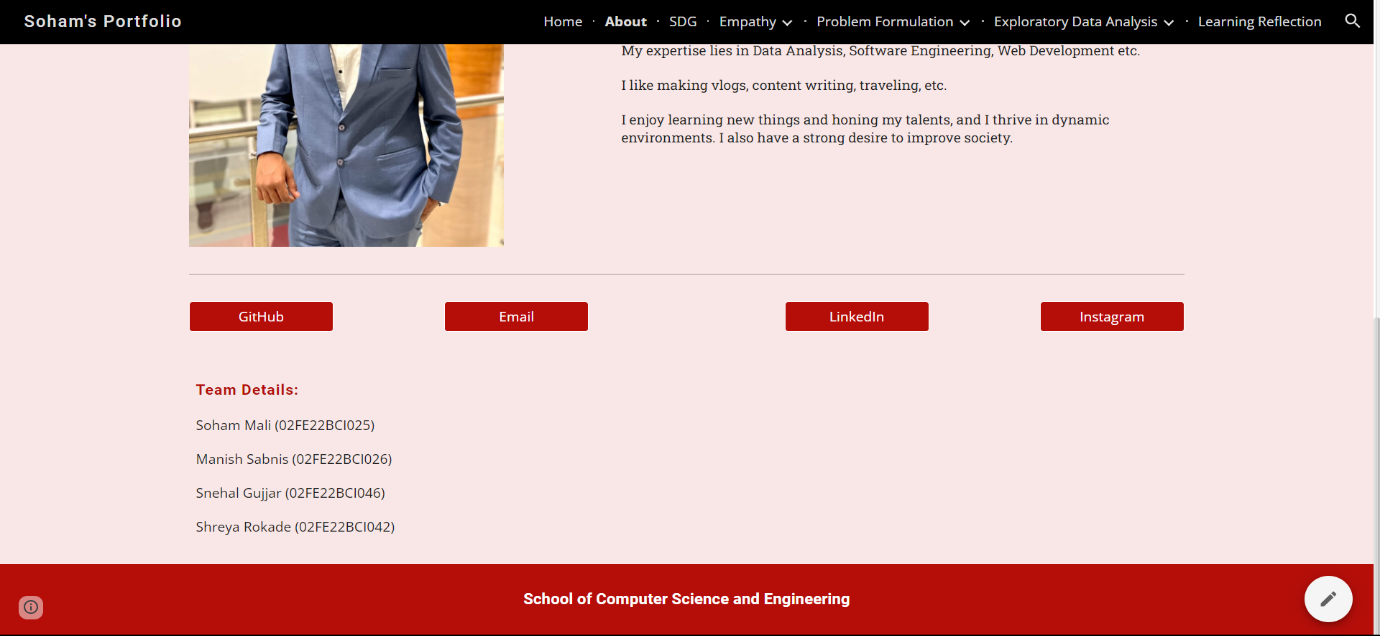 Soham's Portfolio
Home · About · SDG · Empathy · Problem Formulation · Exploratory Data Analysis · Learning Reflection
My expertise lies in Data Analysis, Software Engineering, Web Development etc.
I like making vlogs, content writing, traveling, etc.
I enjoy learning new things and honing my talents, and I thrive in dynamic
environments. I also have a strong desire to improve society.
GitHub
Email
LinkedIn
Instagram
Team Details:
Soham Mali (02FE22BCI025)
Manish Sabnis (02FE22BCI026)
Snehal Gujjar (02FE22BCI046)
Shreya Rokade (02FE22BCI042)
School of Computer Science and Engineering